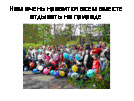 Нам очень нравится всем вместе
отдыхать на природе